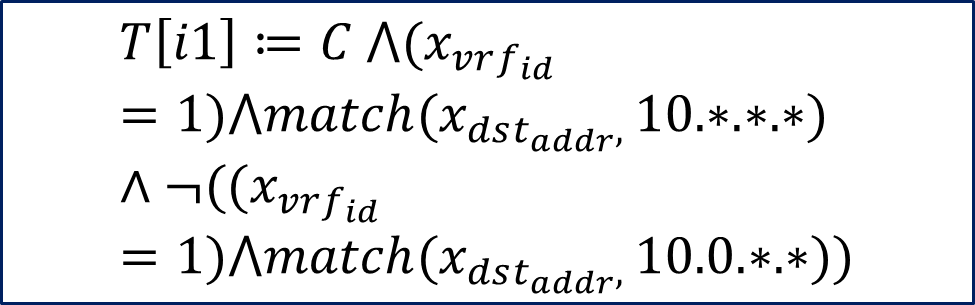 T[i1] ≔ C ⋀(x_{vrf_{id}}
= 1)⋀match(x_{dst_{addr,}} 10.∗.∗.∗)
∧ ¬((x_{vrf_{id}}
= 1)⋀match(x_{dst_{addr,}} 10.0.∗.∗))